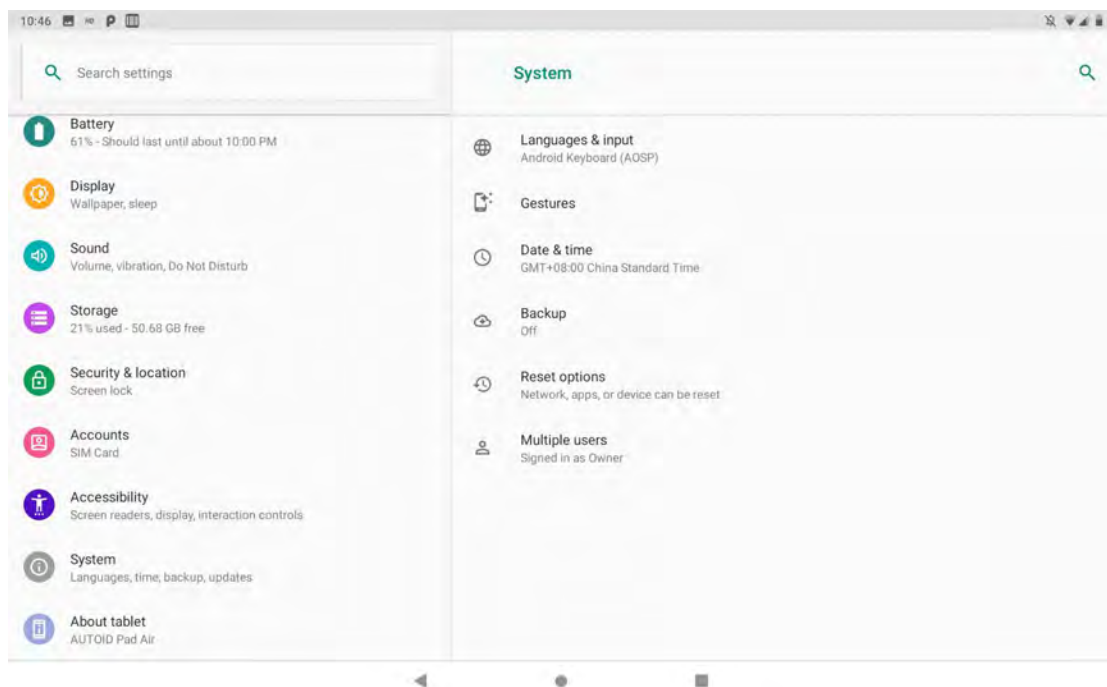 10:46
Search settings
System
Battery
61% - Should last until about 10:00 PM
Display
Wallpaper, sleep
Sound
Volume, vibration, Do Not Disturb
Storage
21% used - 50.68 GB free
Security & location
Screen lock
Accounts
SIM Card
Accessibility
Screen readers, display, interaction controls
System
Languages, time, backup, updates
About tablet
AUTOID Pad Air
Languages & input
Android Keyboard (AOSP)
Gestures
Date & time
GMT+08:00 China Standard Time
Backup
Off
Reset options
Network, apps, or device can be reset
Multiple users
Signed in as Owner